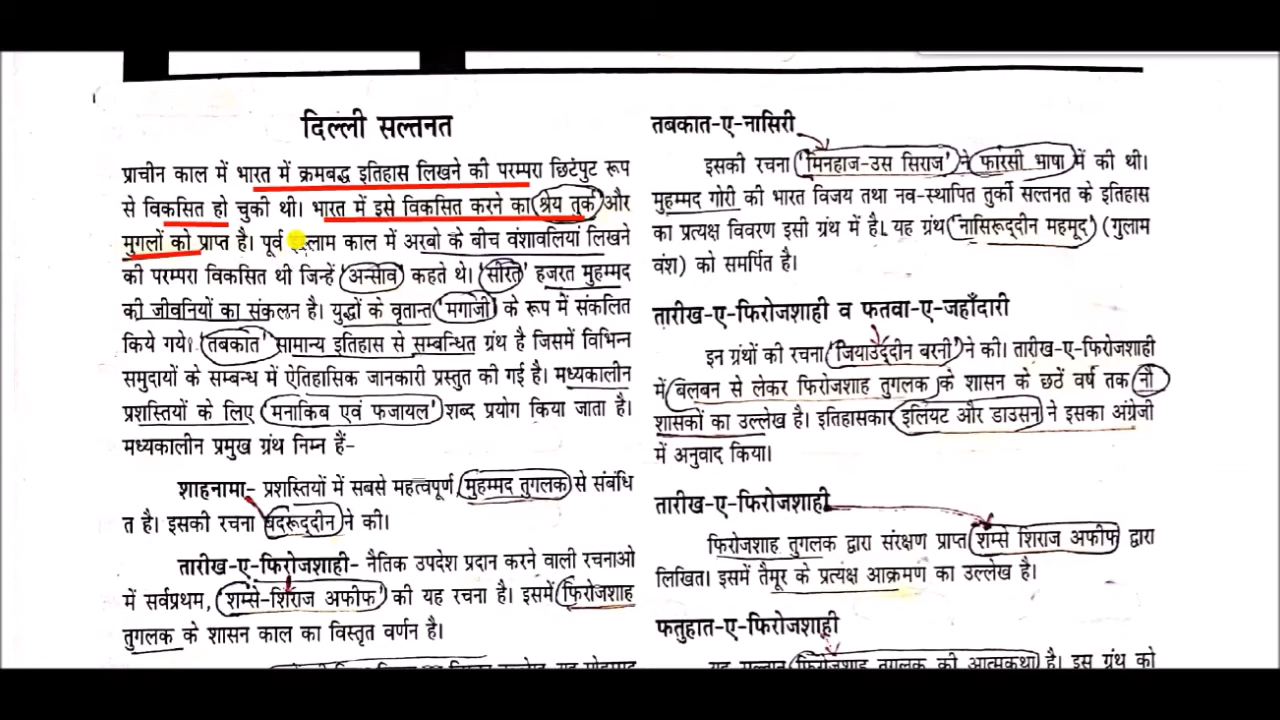 दिल्ली सल्तनत
प्राचीन काल में भारत में क्रमबद्ध इतिहास लिखने की परम्परा छिटपुट रूप
से विकसित हो चुकी थी। भारत में इसे विकसित करने का श्रेय तुर्क और
मुगलों को प्राप्त है। पूर्व इस्लाम काल में अरबो के बीच वंशावलियां लिखने
की परम्परा विकसित थी जिन्हें 'अन्साव' कहते थे। 'सीरत' हजरत मुहम्मद
की जीवनियों का संकलन है। युद्धों के वृतान्त 'मगाजी' के रूप में संकलित
किये गये। 'तबकात' सामान्य इतिहास से सम्बन्धित ग्रंथ है जिसमें विभिन्न
समुदायों के सम्बन्ध में ऐतिहासिक जानकारी प्रस्तुत की गई है। मध्यकालीन
प्रशस्तियों के लिए 'मनाकिब एवं फजायल' शब्द प्रयोग किया जाता है।
मध्यकालीन प्रमुख ग्रंथ निम्न हैं-
शाहनामा- प्रशस्तियों में सबसे महत्वपूर्ण मुहम्मद तुगलक से संबंधि
त है। इसकी रचना बदरूद्दीन ने की।
तारीख-ए-फिरोजशाही- नैतिक उपदेश प्रदान करने वाली रचनाओ
में सर्वप्रथम, 'शम्से-शिराज अफीफ' की यह रचना है। इसमें फिरोजशाह
तुगलक के शासन काल का विस्तृत वर्णन है।
तबकात-ए-नासिरी
इसकी रचना 'मिनहाज-उस सिराज' ने फारसी भाषा में की थी।
मुहम्मद गोरी की भारत विजय तथा नव-स्थापित तुर्की सल्तनत के इतिहास
का प्रत्यक्ष विवरण इसी ग्रंथ में है। यह ग्रंथ 'नासिरूद्दीन महमूद' (गुलाम
वंश) को समर्पित है।
तारीख-ए-फिरोजशाही व फतवा-ए-जहाँदारी
इन ग्रंथों की रचना 'जियाउद्दीन बरनी' ने की। तारीख-ए-फिरोजशाही
में बलबन से लेकर फिरोजशाह तुगलक के शासन के छठें वर्ष तक नौ
शासकों का उल्लेख है। इतिहासकार इलियट और डाउसन ने इसका अंग्रेजी
में अनुवाद किया।
तारीख-ए-फिरोजशाही
फिरोजशाह तुगलक द्वारा संरक्षण प्राप्त शम्से शिराज अफीफ द्वारा
लिखित। इसमें तैमूर के प्रत्यक्ष आक्रमण का उल्लेख है।
फतुहात-ए-फिरोजशाही
यह सुल्तान फिरोजशाह तुगलक की आत्मकथा है। इस ग्रंथ को